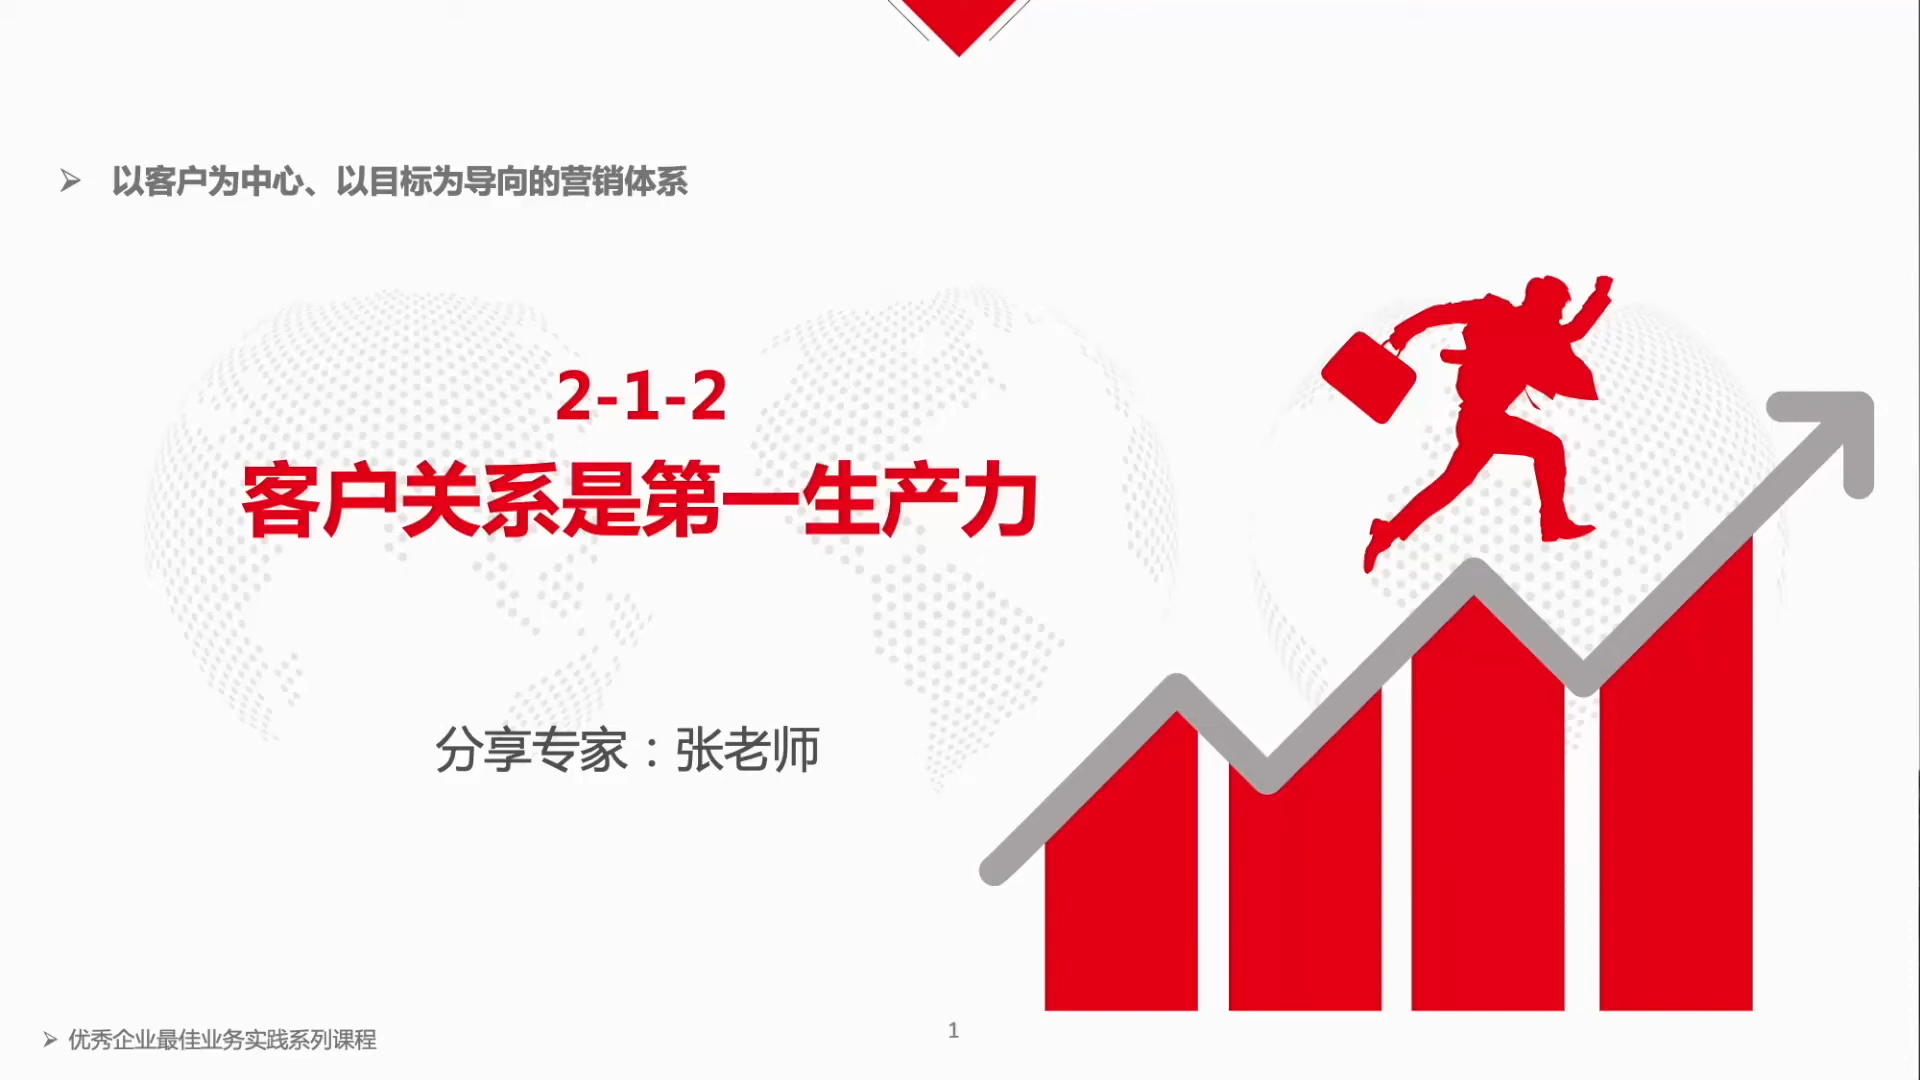 以客户为中心、以目标为导向的营销体系
2-1-2
客户关系是第一生产力
分享专家：张老师
优秀企业最佳业务实践系列课程
1